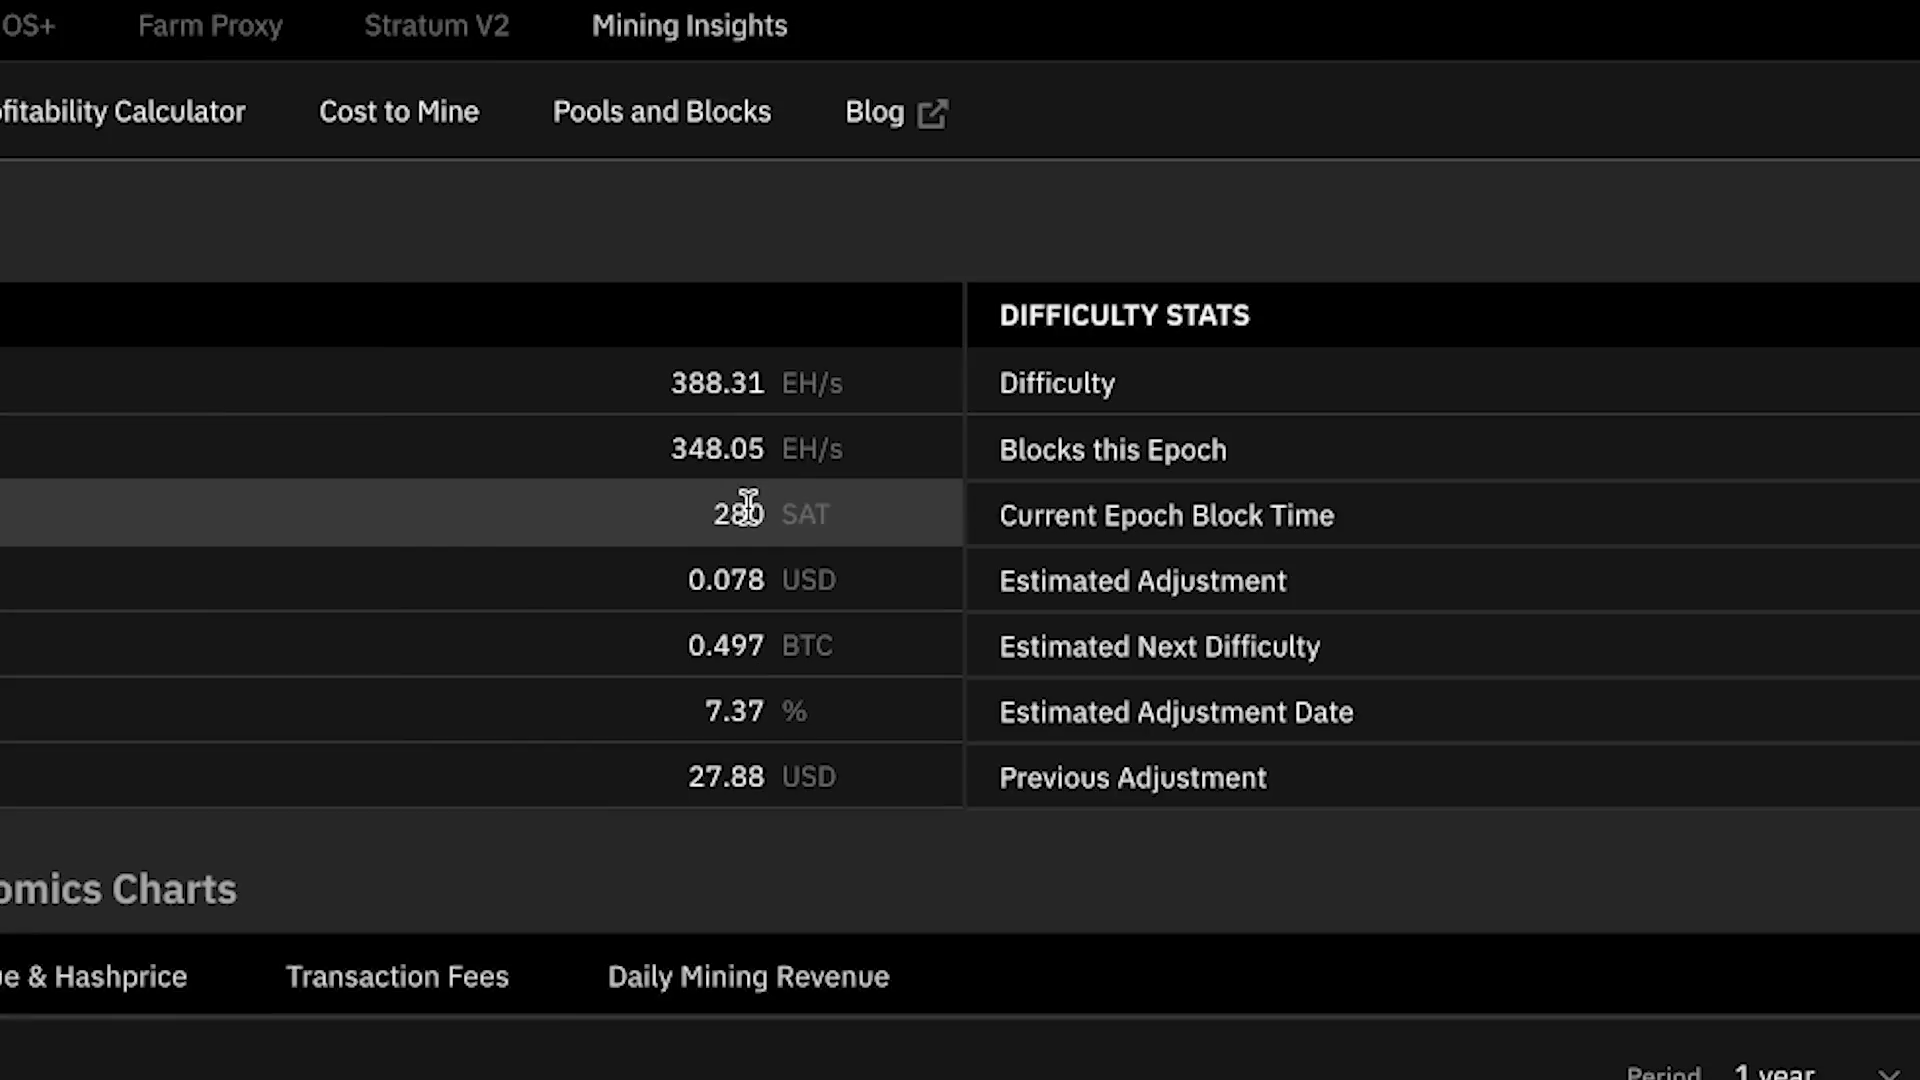 OS+ Farm Proxy Stratum V2 Mining Insights
ofitability Calculator Cost to Mine Pools and Blocks Blog
DIFFICULTY STATS
388.31 EH/s Difficulty
348.05 EH/s Blocks this Epoch
280 SAT Current Epoch Block Time
0.078 USD Estimated Adjustment
0.497 BTC Estimated Next Difficulty
7.37 % Estimated Adjustment Date
27.88 USD Previous Adjustment
omics Charts
ue & Hashprice Transaction Fees Daily Mining Revenue
Period 1 year